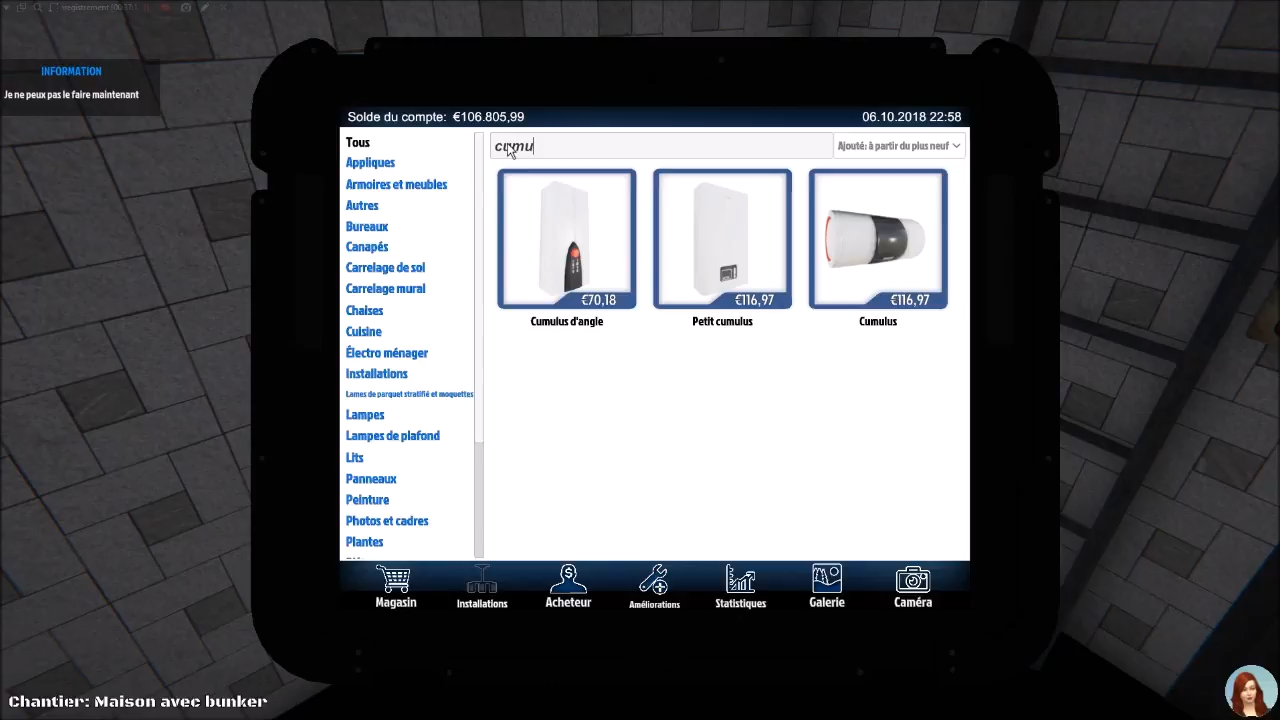 registrement (00:57:
INFORMATION
Je ne peux pas le faire maintenant
Solde du compte: €106.805,99
06.10.2018 22:58
Tous
Appliques
Armoires et meubles
Autres
Bureaux
Canapés
Carrelage de sol
Carrelage mural
Chaises
Cuisine
Électro ménager
Installations
Lames de parquet stratifié et moquettes
Lampes
Lampes de plafond
Lits
Panneaux
Peinture
Photos et cadres
Plantes
cumu
Ajouté: à partir du plus neuf
€70,18
€116,97
€116,97
Cumulus d'angle
Petit cumulus
Cumulus
Magasin
Installations
Acheteur
Améliorations
Statistiques
Galerie
Caméra
Chantier: Maison avec bunker